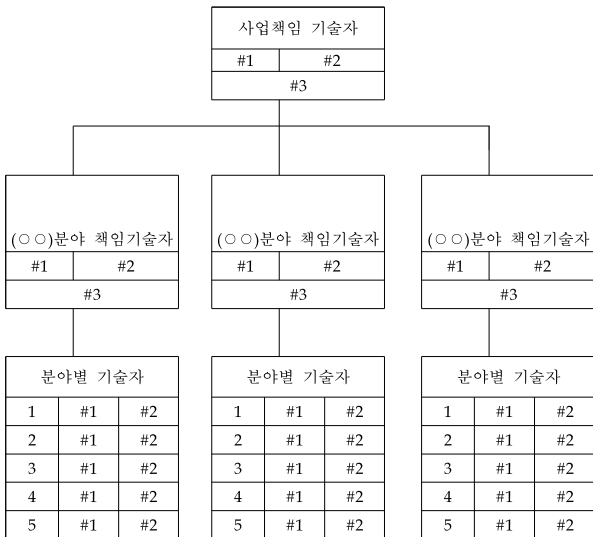 사업책임 기술자
#1 #2
#3
(○○)분야 책임기술자 (○○)분야 책임기술자 (○○)분야 책임기술자
#1 #2 #1 #2 #1 #2
#3 #3 #3
분야별 기술자 분야별 기술자 분야별 기술자
1 #1 #2 1 #1 #2 1 #1 #2
2 #1 #2 2 #1 #2 2 #1 #2
3 #1 #2 3 #1 #2 3 #1 #2
4 #1 #2 4 #1 #2 4 #1 #2
5 #1 #2 5 #1 #2 5 #1 #2